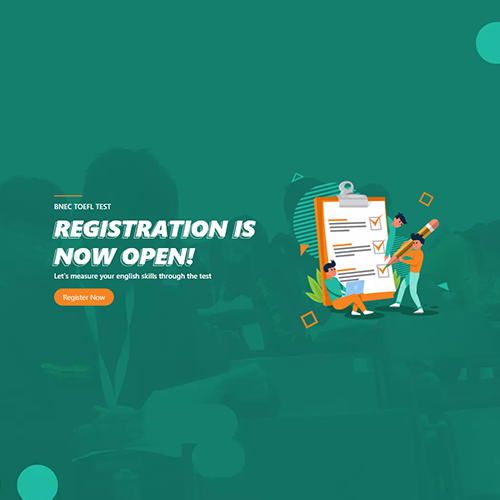 BNEC TOEFL TEST
REGISTRATION IS
NOW OPEN!
Let's measure your english skills through the test
Register Now